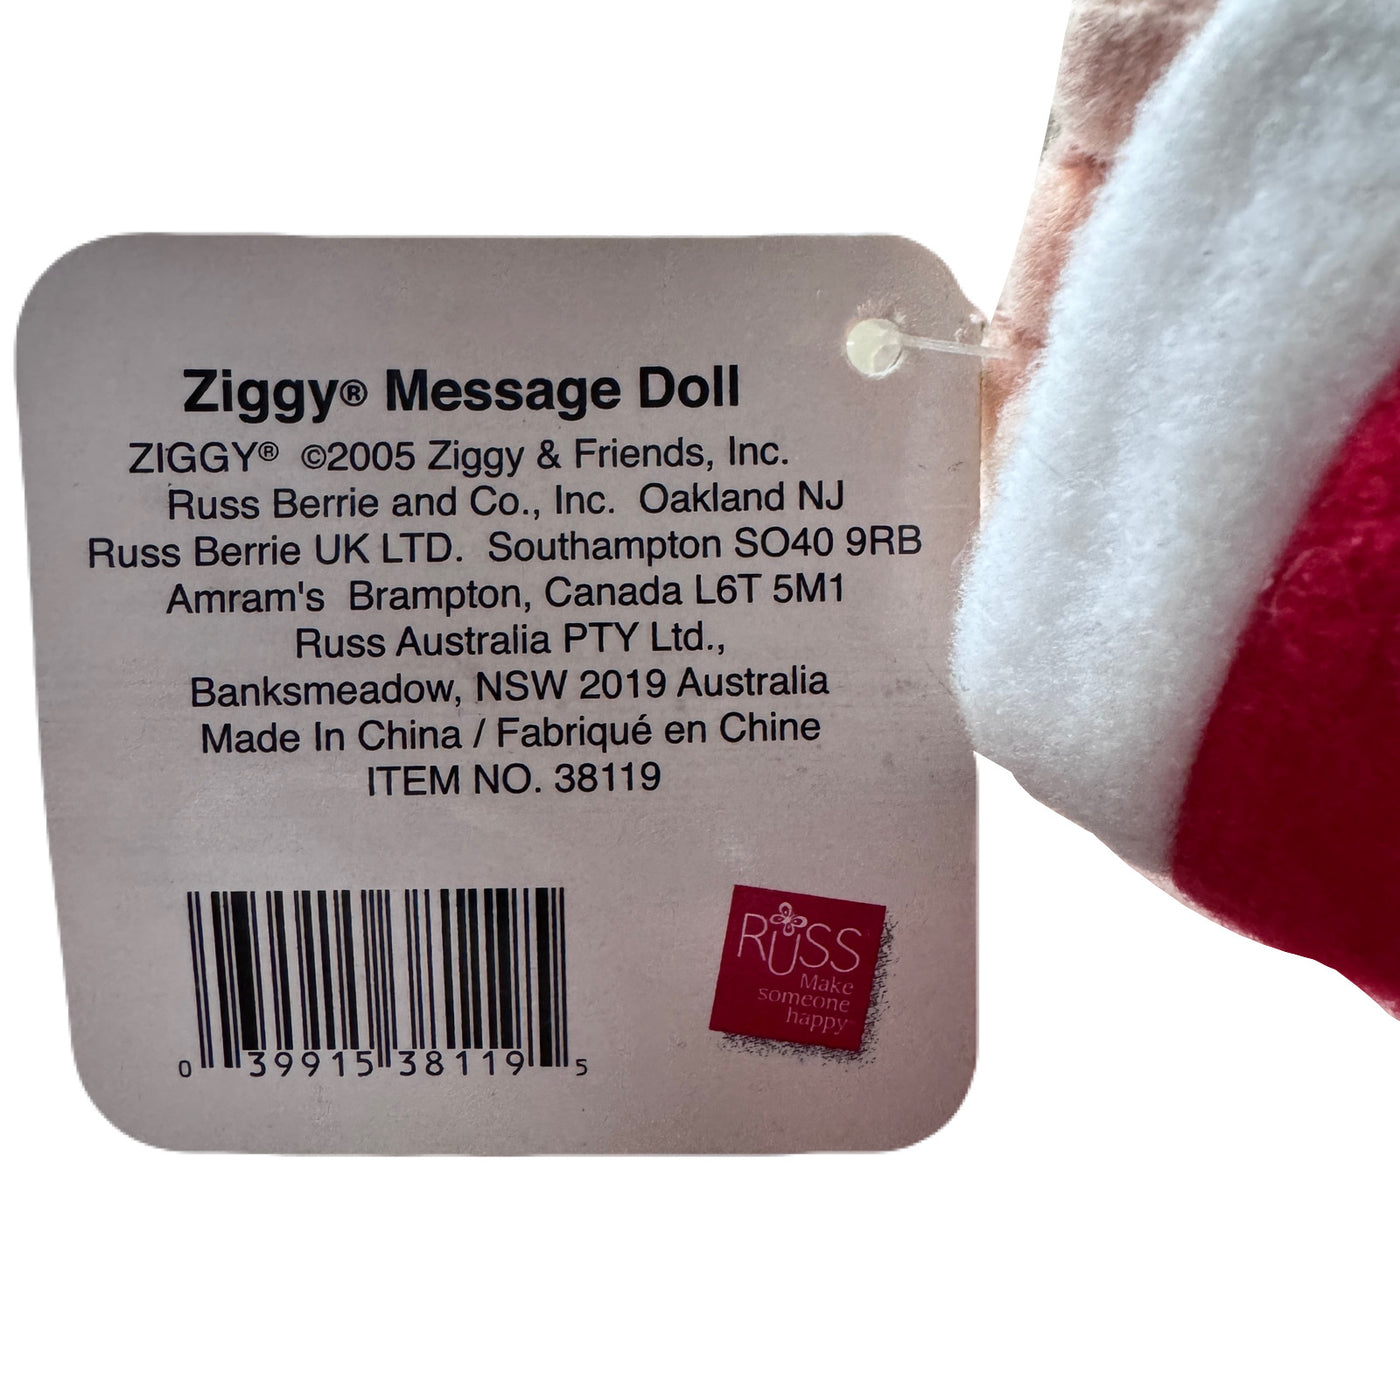 Ziggy® Message Doll
ZIGGY® ©2005 Ziggy & Friends, Inc.
Russ Berrie and Co., Inc. Oakland NJ
Russ Berrie UK LTD. Southampton SO40 9RB
Amram's Brampton, Canada L6T 5M1
Russ Australia PTY Ltd.,
Banksmeadow, NSW 2019 Australia
Made In China / Fabriqué en Chine
ITEM NO. 38119
0 39915 38119 5
RUSS
Make
someone
happy